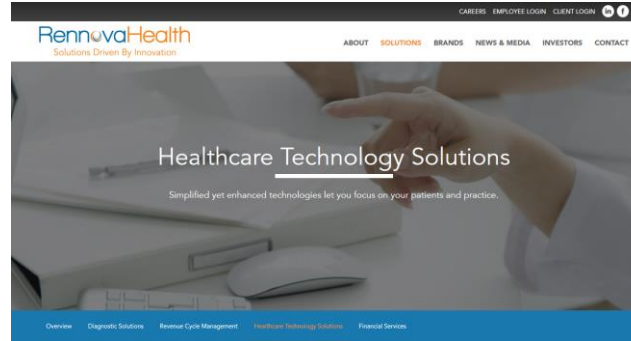 CAREERS EMPLOYEE LOGIN CLIENT LOGIN in f
RennovaHealth
Solutions Driven By Innovation
ABOUT SOLUTIONS BRANDS NEWS & MEDIA INVESTORS CONTACT
Healthcare Technology Solutions
Simplified yet enhanced technologies let you focus on your patients and practice.
Overview Diagnostic Solutions Revenue Cycle Management Healthcare Technology Solutions Financial Services